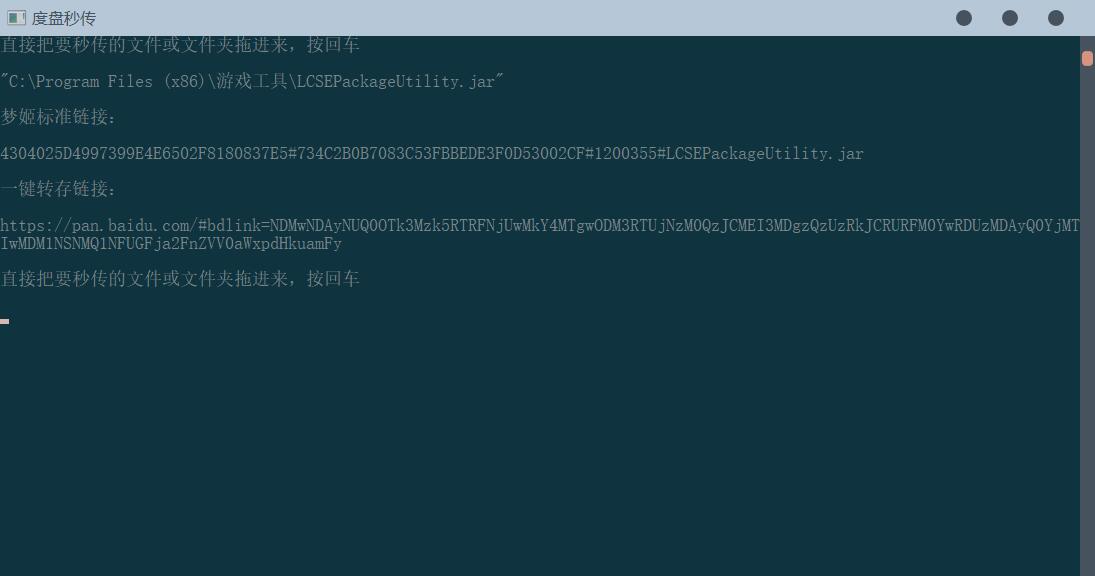 度盘秒传
直接把要秒传的文件或文件夹拖进来，按回车
"C:\Program Files (x86)\游戏工具\LCSEPackageUtility.jar"
梦姬标准链接：
4304025D4997399E4E6502F8180837E5#734C2B0B7083C53FBBEDE3F0D53002CF#1200355#LCSEPackageUtility.jar
一键转存链接：
https://pan.baidu.com/#bdlink=NDMwNDAyNUQ0OTk3Mzk5RTRFNjUwMkY4MTgwODM3RTUjNzM0QzJCMEI3MDgzQzUzRkJCRURFM0YwRDUzMDAyQ0YjMT
IwMDM1NSNMQ1NFUGFja2FnZVV0aWxpdHkuamFy
直接把要秒传的文件或文件夹拖进来，按回车